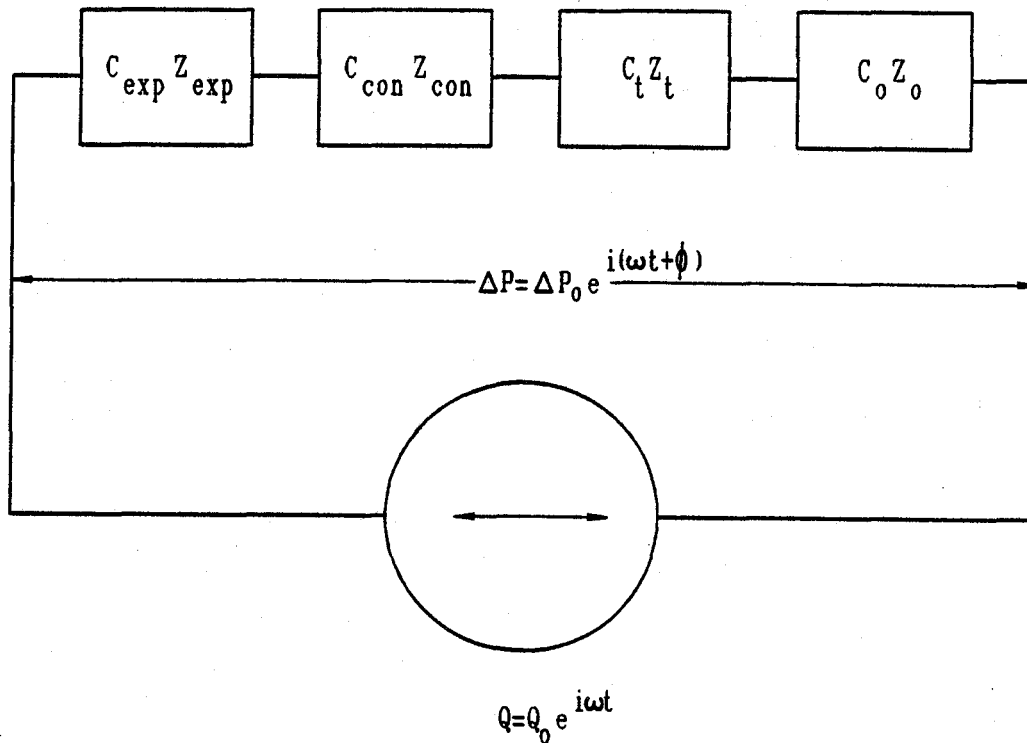 C_exp Z_exp
C_con Z_con
C_t Z_t
C_o Z_o
ΔP=ΔP_o e^i(ωt+ϕ)
Q=Q_o e^iωt